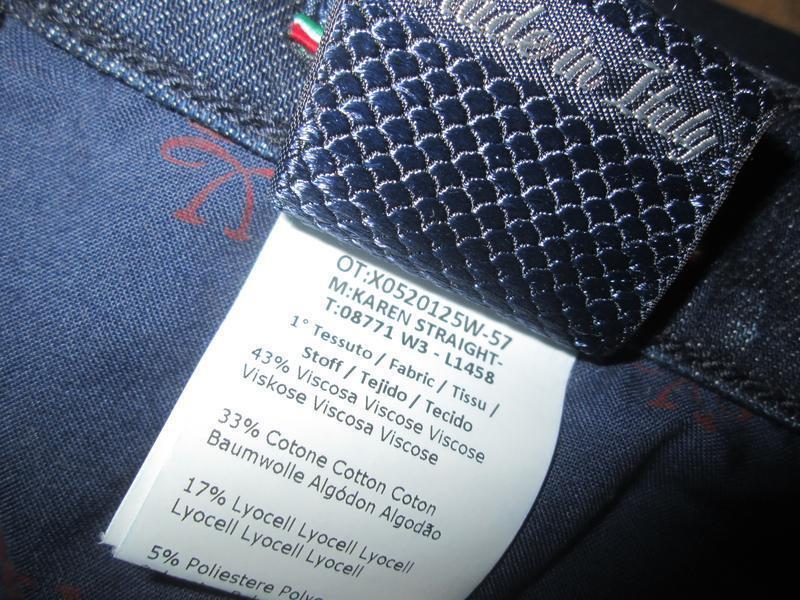 Made in Italy
OT:X0520125W-57
M:KAREN STRAIGHT-
T:08771 W3 - L1458
1° Tessuto / Fabric / Tissu /
Stoff / Tejido / Tecido
43% Viscosa Viscose Viscose
Viskose Viscosa Viscose
33% Cotone Cotton Coton
Baumwolle Algódon Algodão
17% Lyocell Lyocell Lyocell
Lyocell Lyocell Lyocell
5% Poliestere